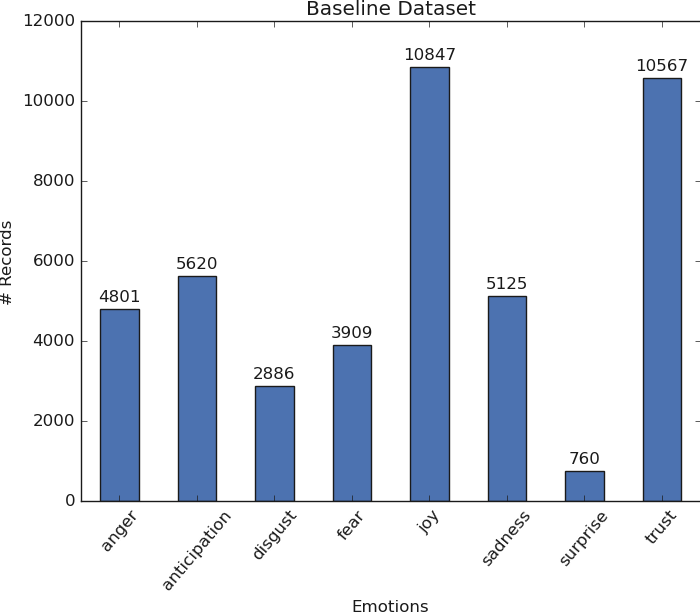 Baseline Dataset
12000
10000
8000
6000
4000
2000
0
# Records
4801
5620
2886
3909
10847
5125
760
10567
anger
anticipation
disgust
fear
joy
sadness
surprise
trust
Emotions